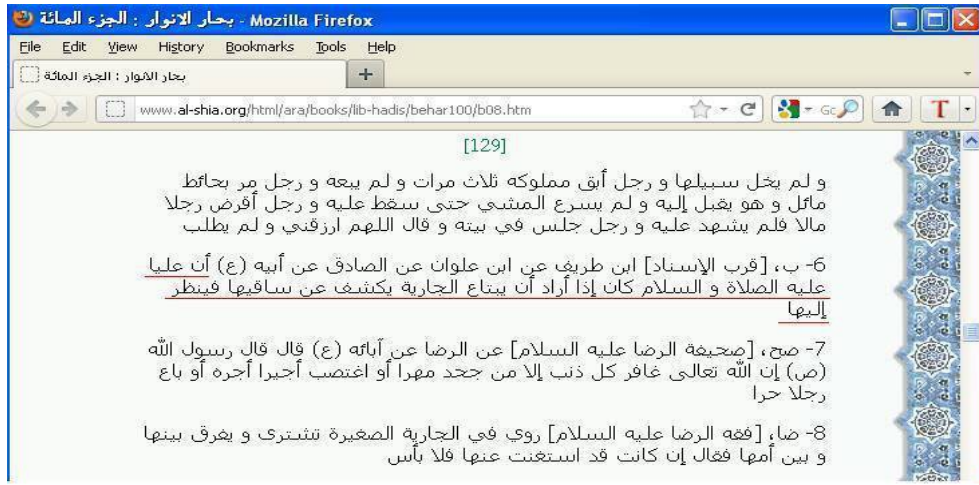 بحار الانوار : الجزء المائة - Mozilla Firefox
File Edit View History Bookmarks Tools Help
بحار الانوار : الجزء المائة
www.al-shia.org/html/ara/books/lib-hadis/behar100/b08.htm
[129]
و لم يخل سبيلها و رجل أبق مملوكه ثلاث مرات و لم يبعه و رجل مر بحائط
مائل و هو يقبل إليه و لم يسرع المشي حتى سقط عليه و رجل أقرض رجلا
مالا فلم يشهد عليه و رجل جلس في بيته و قال اللهم ارزقني و لم يطلب
6- ب، [قرب الإسناد] ابن طريف عن ابن علوان عن الصادق عن أبيه (ع) أن عليا
عليه الصلاة و السلام كان إذا أراد أن يبتاع الجارية يكشف عن ساقيها فينظر
إليها
7- صح، [صحيفة الرضا عليه السلام] عن الرضا عن آبائه (ع) قال قال رسول الله
(ص) إن الله تعالى غافر كل ذنب إلا من جحد مهرا أو اغتصب أجيرا أجره أو باع
رجلا حرا
8- ضا، [فقه الرضا عليه السلام] روي في الجارية الصغيرة تشترى و يفرق بينها
و بين أمها فقال إن كانت قد استغنت عنها فلا بأس